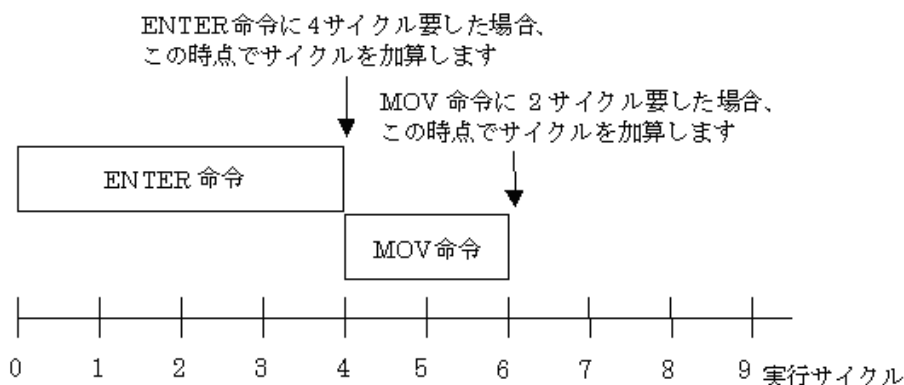 ENTER命令に4サイクル要した場合、
この時点でサイクルを加算します
MOV 命令に 2サイクル要した場合、
この時点でサイクルを加算します
ENTER 命令
MOV命令
0 1 2 3 4 5 6 7 8 9 実行サイクル